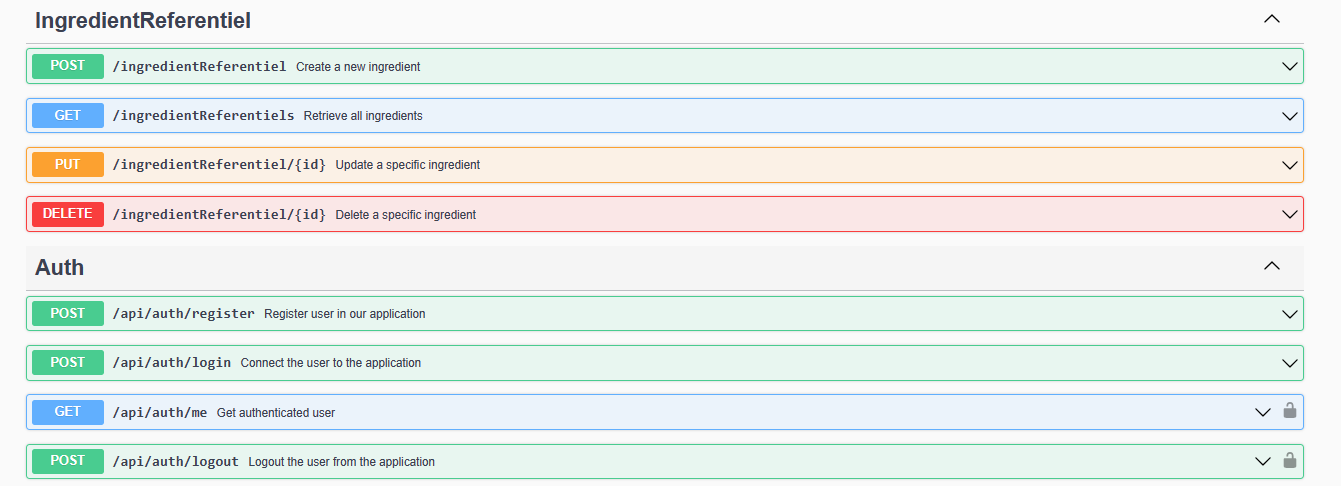 IngredientReferentiel
POST /ingredientReferentiel Create a new ingredient
GET /ingredientReferentiels Retrieve all ingredients
PUT /ingredientReferentiel/{id} Update a specific ingredient
DELETE /ingredientReferentiel/{id} Delete a specific ingredient
Auth
POST /api/auth/register Register user in our application
POST /api/auth/login Connect the user to the application
GET /api/auth/me Get authenticated user
POST /api/auth/logout Logout the user from the application